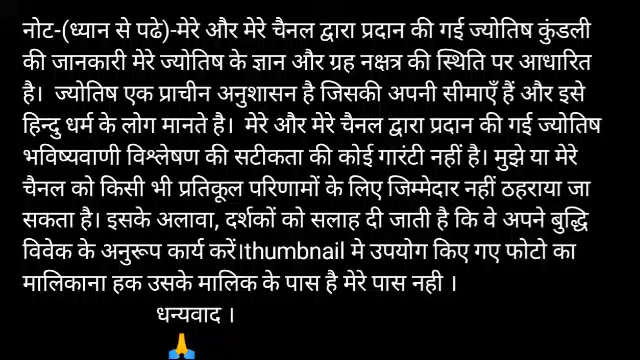 नोट-(ध्यान से पढे)-मेरे और मेरे चैनल द्वारा प्रदान की गई ज्योतिष कुंडली
की जानकारी मेरे ज्योतिष के ज्ञान और ग्रह नक्षत्र की स्थिति पर आधारित
है। ज्योतिष एक प्राचीन अनुशासन है जिसकी अपनी सीमाएँ हैं और इसे
हिन्दु धर्म के लोग मानते है। मेरे और मेरे चैनल द्वारा प्रदान की गई ज्योतिष
भविष्यवाणी विश्लेषण की सटीकता की कोई गारंटी नहीं है। मुझे या मेरे
चैनल को किसी भी प्रतिकूल परिणामों के लिए जिम्मेदार नहीं ठहराया जा
सकता है। इसके अलावा, दर्शकों को सलाह दी जाती है कि वे अपने बुद्धि
विवेक के अनुरूप कार्य करें।thumbnail मे उपयोग किए गए फोटो का
मालिकाना हक उसके मालिक के पास है मेरे पास नही ।
धन्यवाद ।
🙏